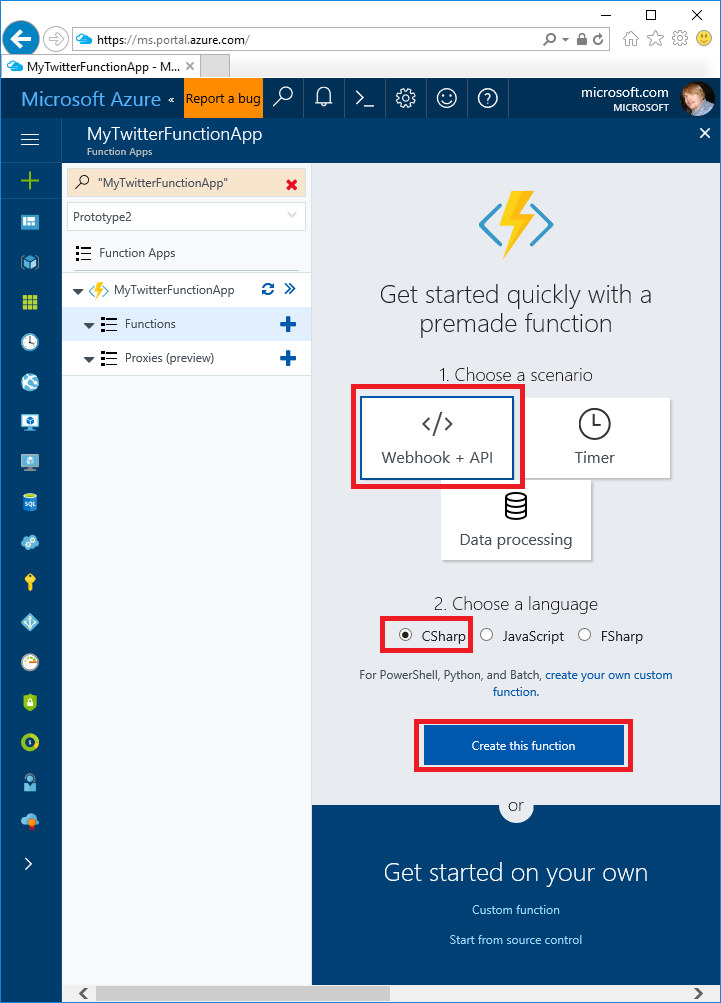 https://ms.portal.azure.com/
MyTwitterFunctionApp - M...
Microsoft Azure «
Report a bug
microsoft.com
MICROSOFT
MyTwitterFunctionApp
Function Apps
"MyTwitterFunctionApp"
Prototype2
Function Apps
MyTwitterFunctionApp
Functions
Proxies (preview)
SQL
Get started quickly with a
premade function
1. Choose a scenario
Webhook + API
Timer
Data processing
2. Choose a language
CSharp JavaScript FSharp
For PowerShell, Python, and Batch, create your own custom
function.
Create this function
or
Get started on your own
Custom function
Start from source control